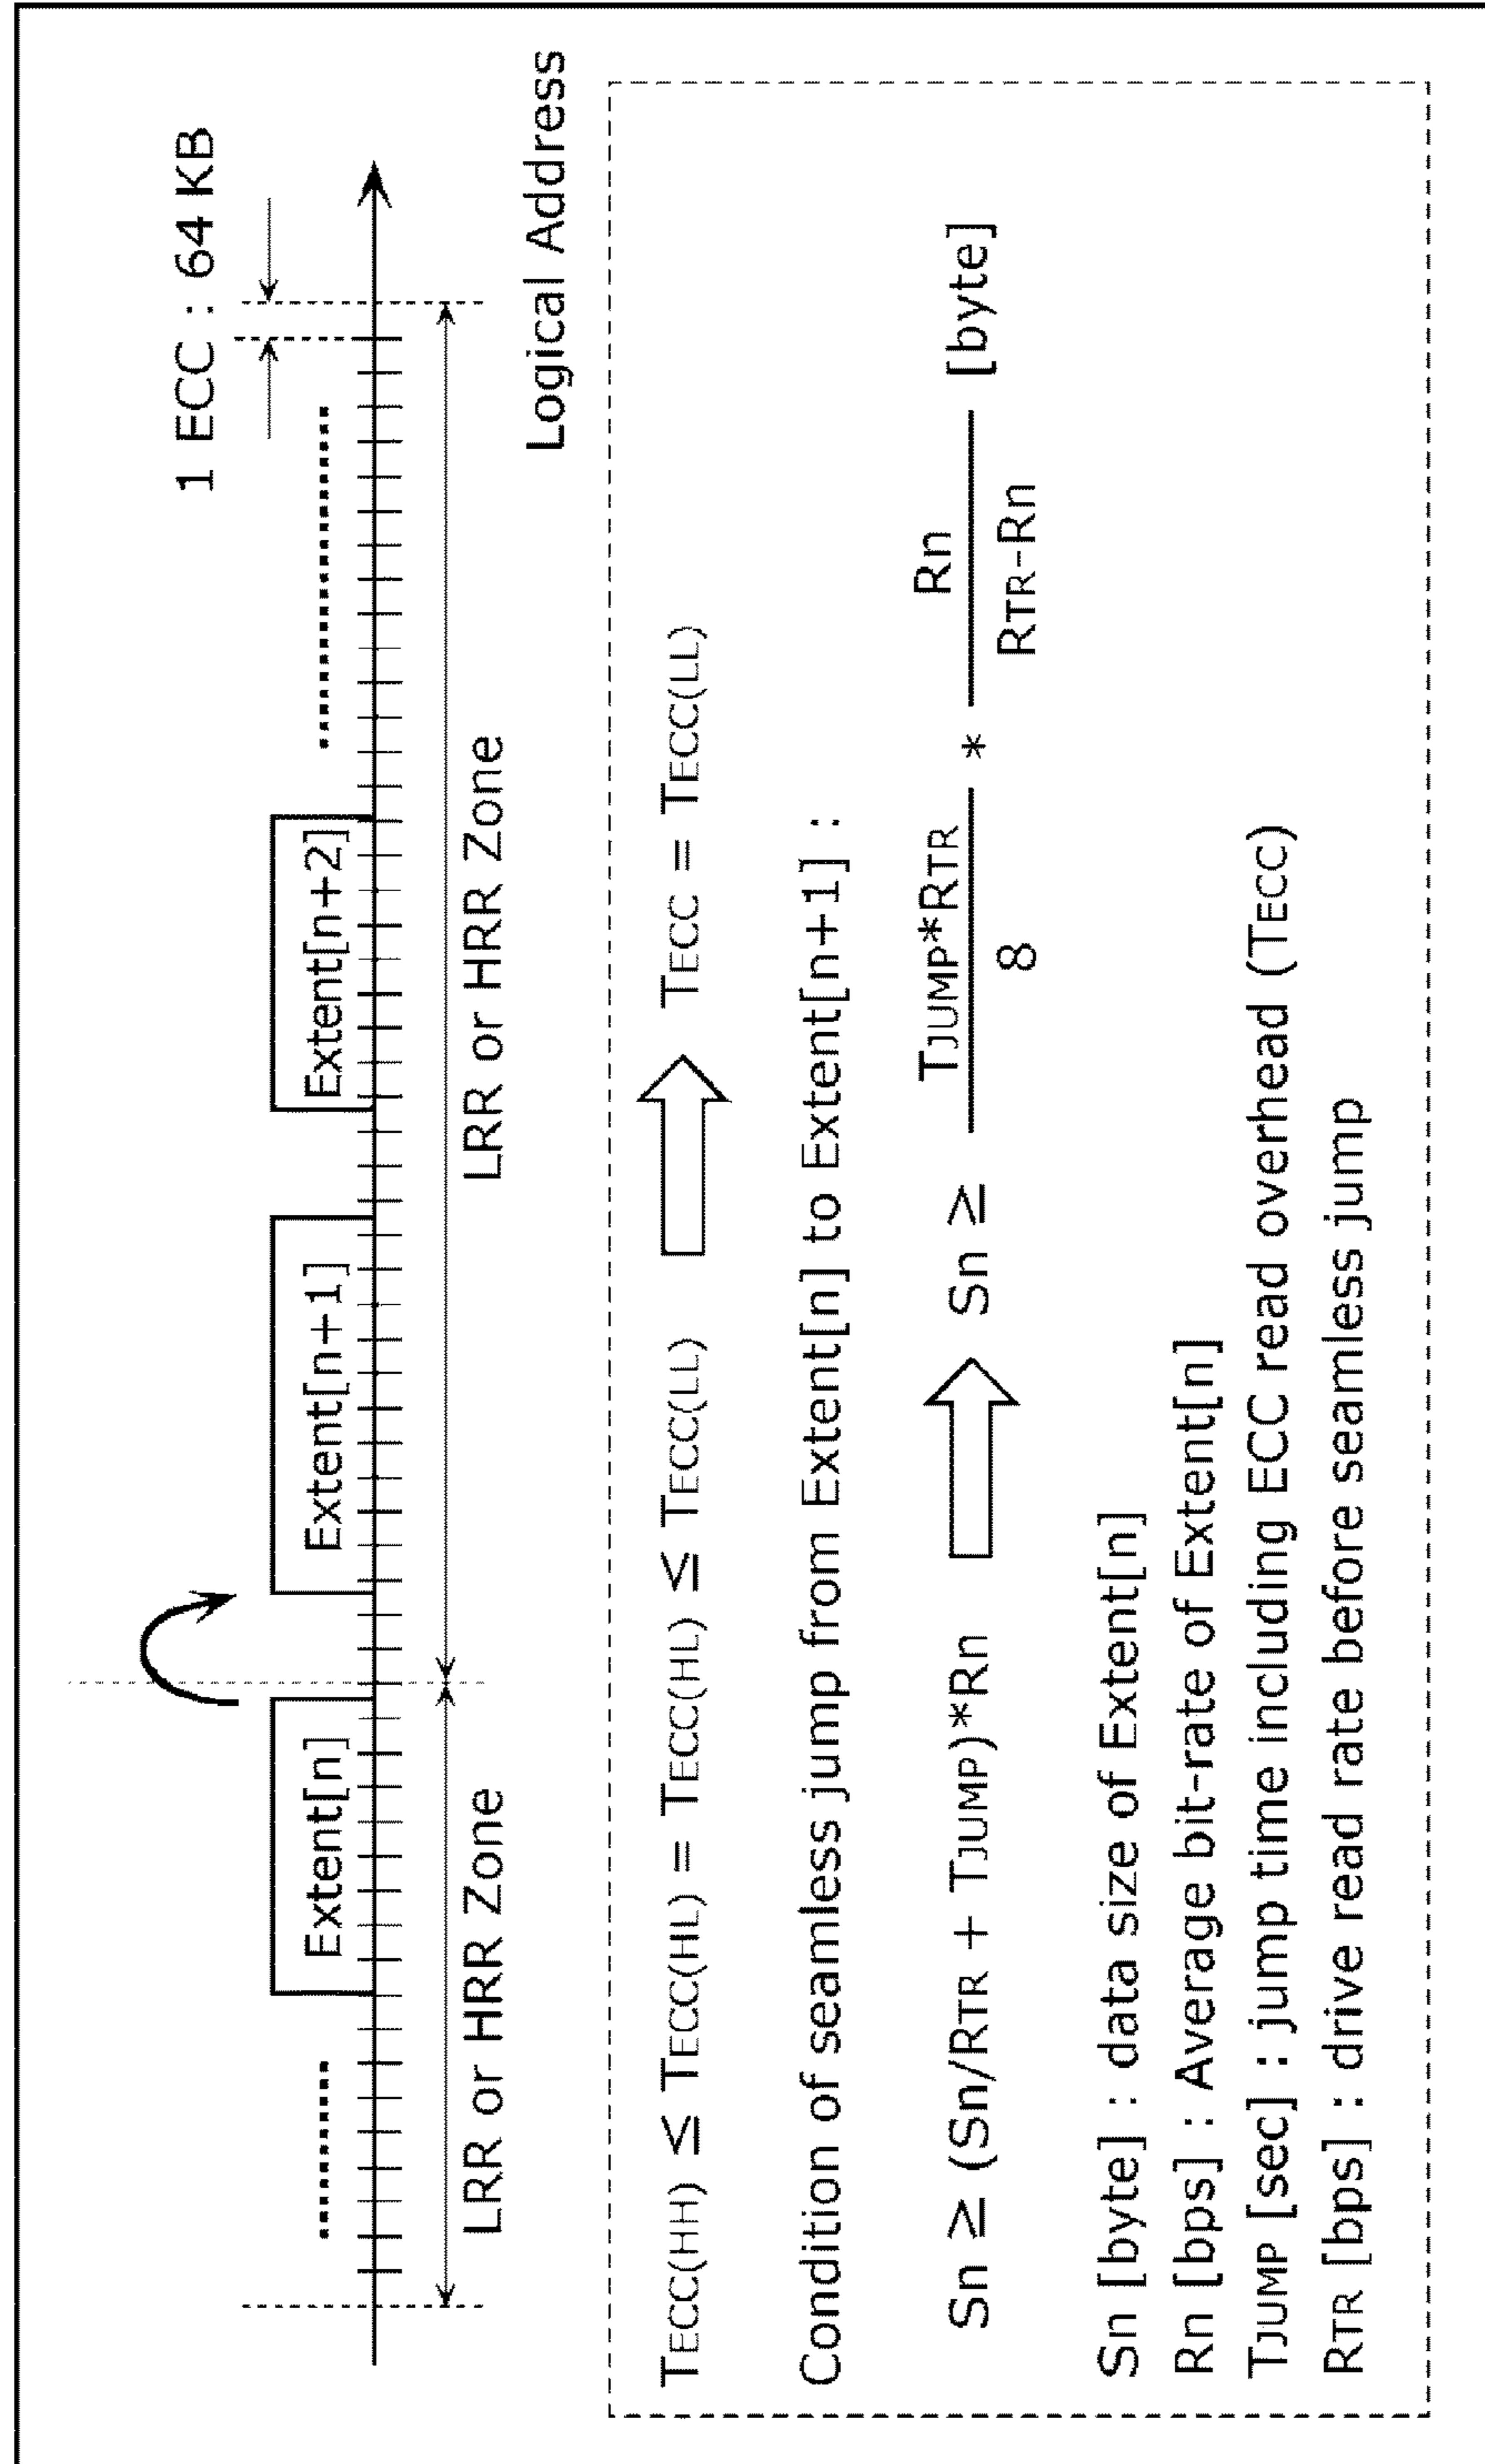 1 ECC : 64 KB
Extent[n]
Extent[n+1]
Extent[n+2]
LRR or HRR Zone
LRR or HRR Zone
Logical Address
TECC(HH) ≤ TECC(HL) = TECC(HL) ≤ TECC(LL) TECC = TECC(LL)
Condition of seamless jump from Extent[n] to Extent[n+1] :
Sn ≥ (Sn/RTR + TJUMP)*Rn Sn ≥ TJUMP*RTR / 8 * Rn / RTR-Rn [byte]
Sn [byte] : data size of Extent[n]
Rn [bps] : Average bit-rate of Extent[n]
TJUMP [sec] : jump time including ECC read overhead (TECC)
RTR [bps] : drive read rate before seamless jump